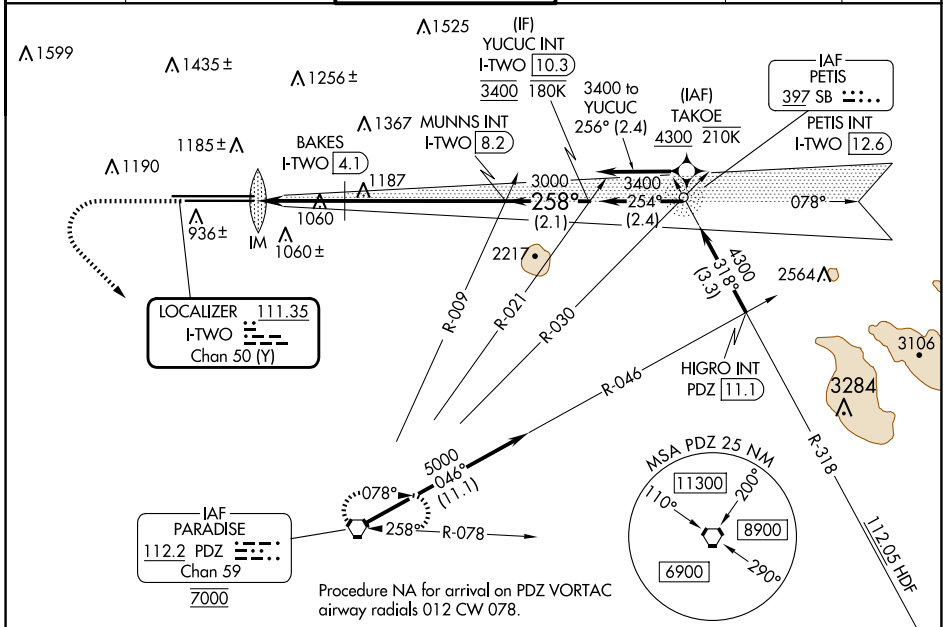 1599
1435 ±
1256 ±
1525
(IF)
YUCUC INT
I-TWO 10.3
3400 180K
3400 to
YUCUC
256° (2.4)
(IAF)
TAKOE
4300 210K
IAF
PETIS
397 SB
PETIS INT
I-TWO 12.6
1185 ±
1190
BAKES
I-TWO 4.1
1367
MUNNS INT
I-TWO 8.2
1187
3000
3400
258°
(2.1)
254°
(2.4)
078°
936 ±
IM
1060 ±
1060
2217
4300
318°
(3.3)
2564
LOCALIZER 111.35
I-TWO
Chan 50 (Y)
R-009
R-021
R-030
R-046
HIGRO INT
PDZ 11.1
3106
3284
R-318
112.05 HDF
5000
046°
(11.1)
078°
258°
R-078
IAF
PARADISE
112.2 PDZ
Chan 59
7000
MSA PDZ 25 NM
110°
11300
200°
8900
6900
290°
Procedure NA for arrival on PDZ VORTAC
airway radials 012 CW 078.